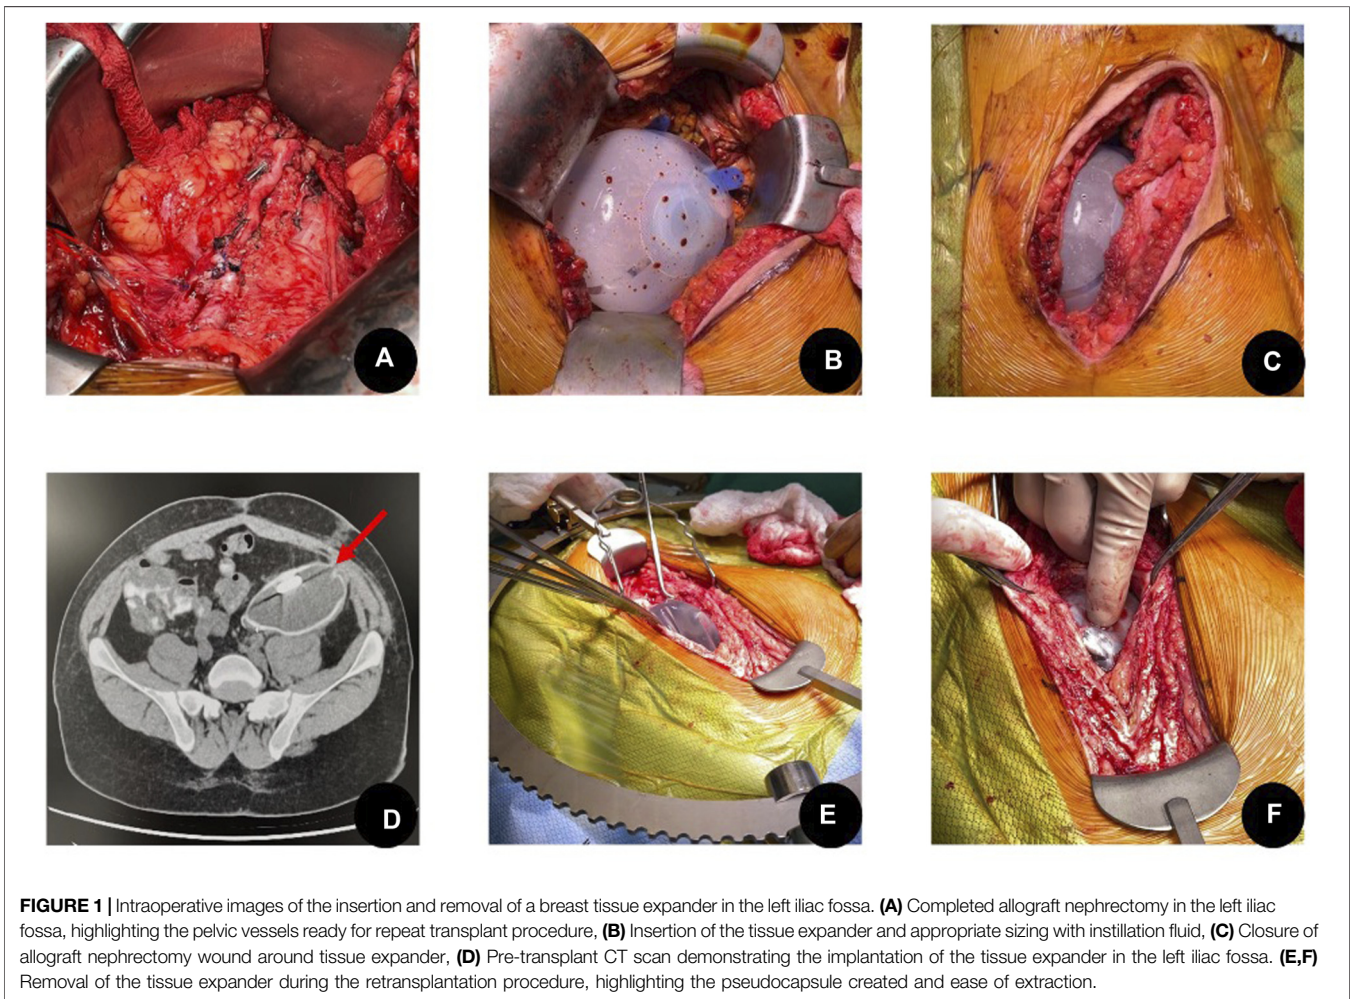 A
B
C
D
E
F
FIGURE 1 | Intraoperative images of the insertion and removal of a breast tissue expander in the left iliac fossa. (A) Completed allograft nephrectomy in the left iliac
fossa, highlighting the pelvic vessels ready for repeat transplant procedure, (B) Insertion of the tissue expander and appropriate sizing with instillation fluid, (C) Closure of
allograft nephrectomy wound around tissue expander, (D) Pre-transplant CT scan demonstrating the implantation of the tissue expander in the left iliac fossa. (E,F)
Removal of the tissue expander during the retransplantation procedure, highlighting the pseudocapsule created and ease of extraction.